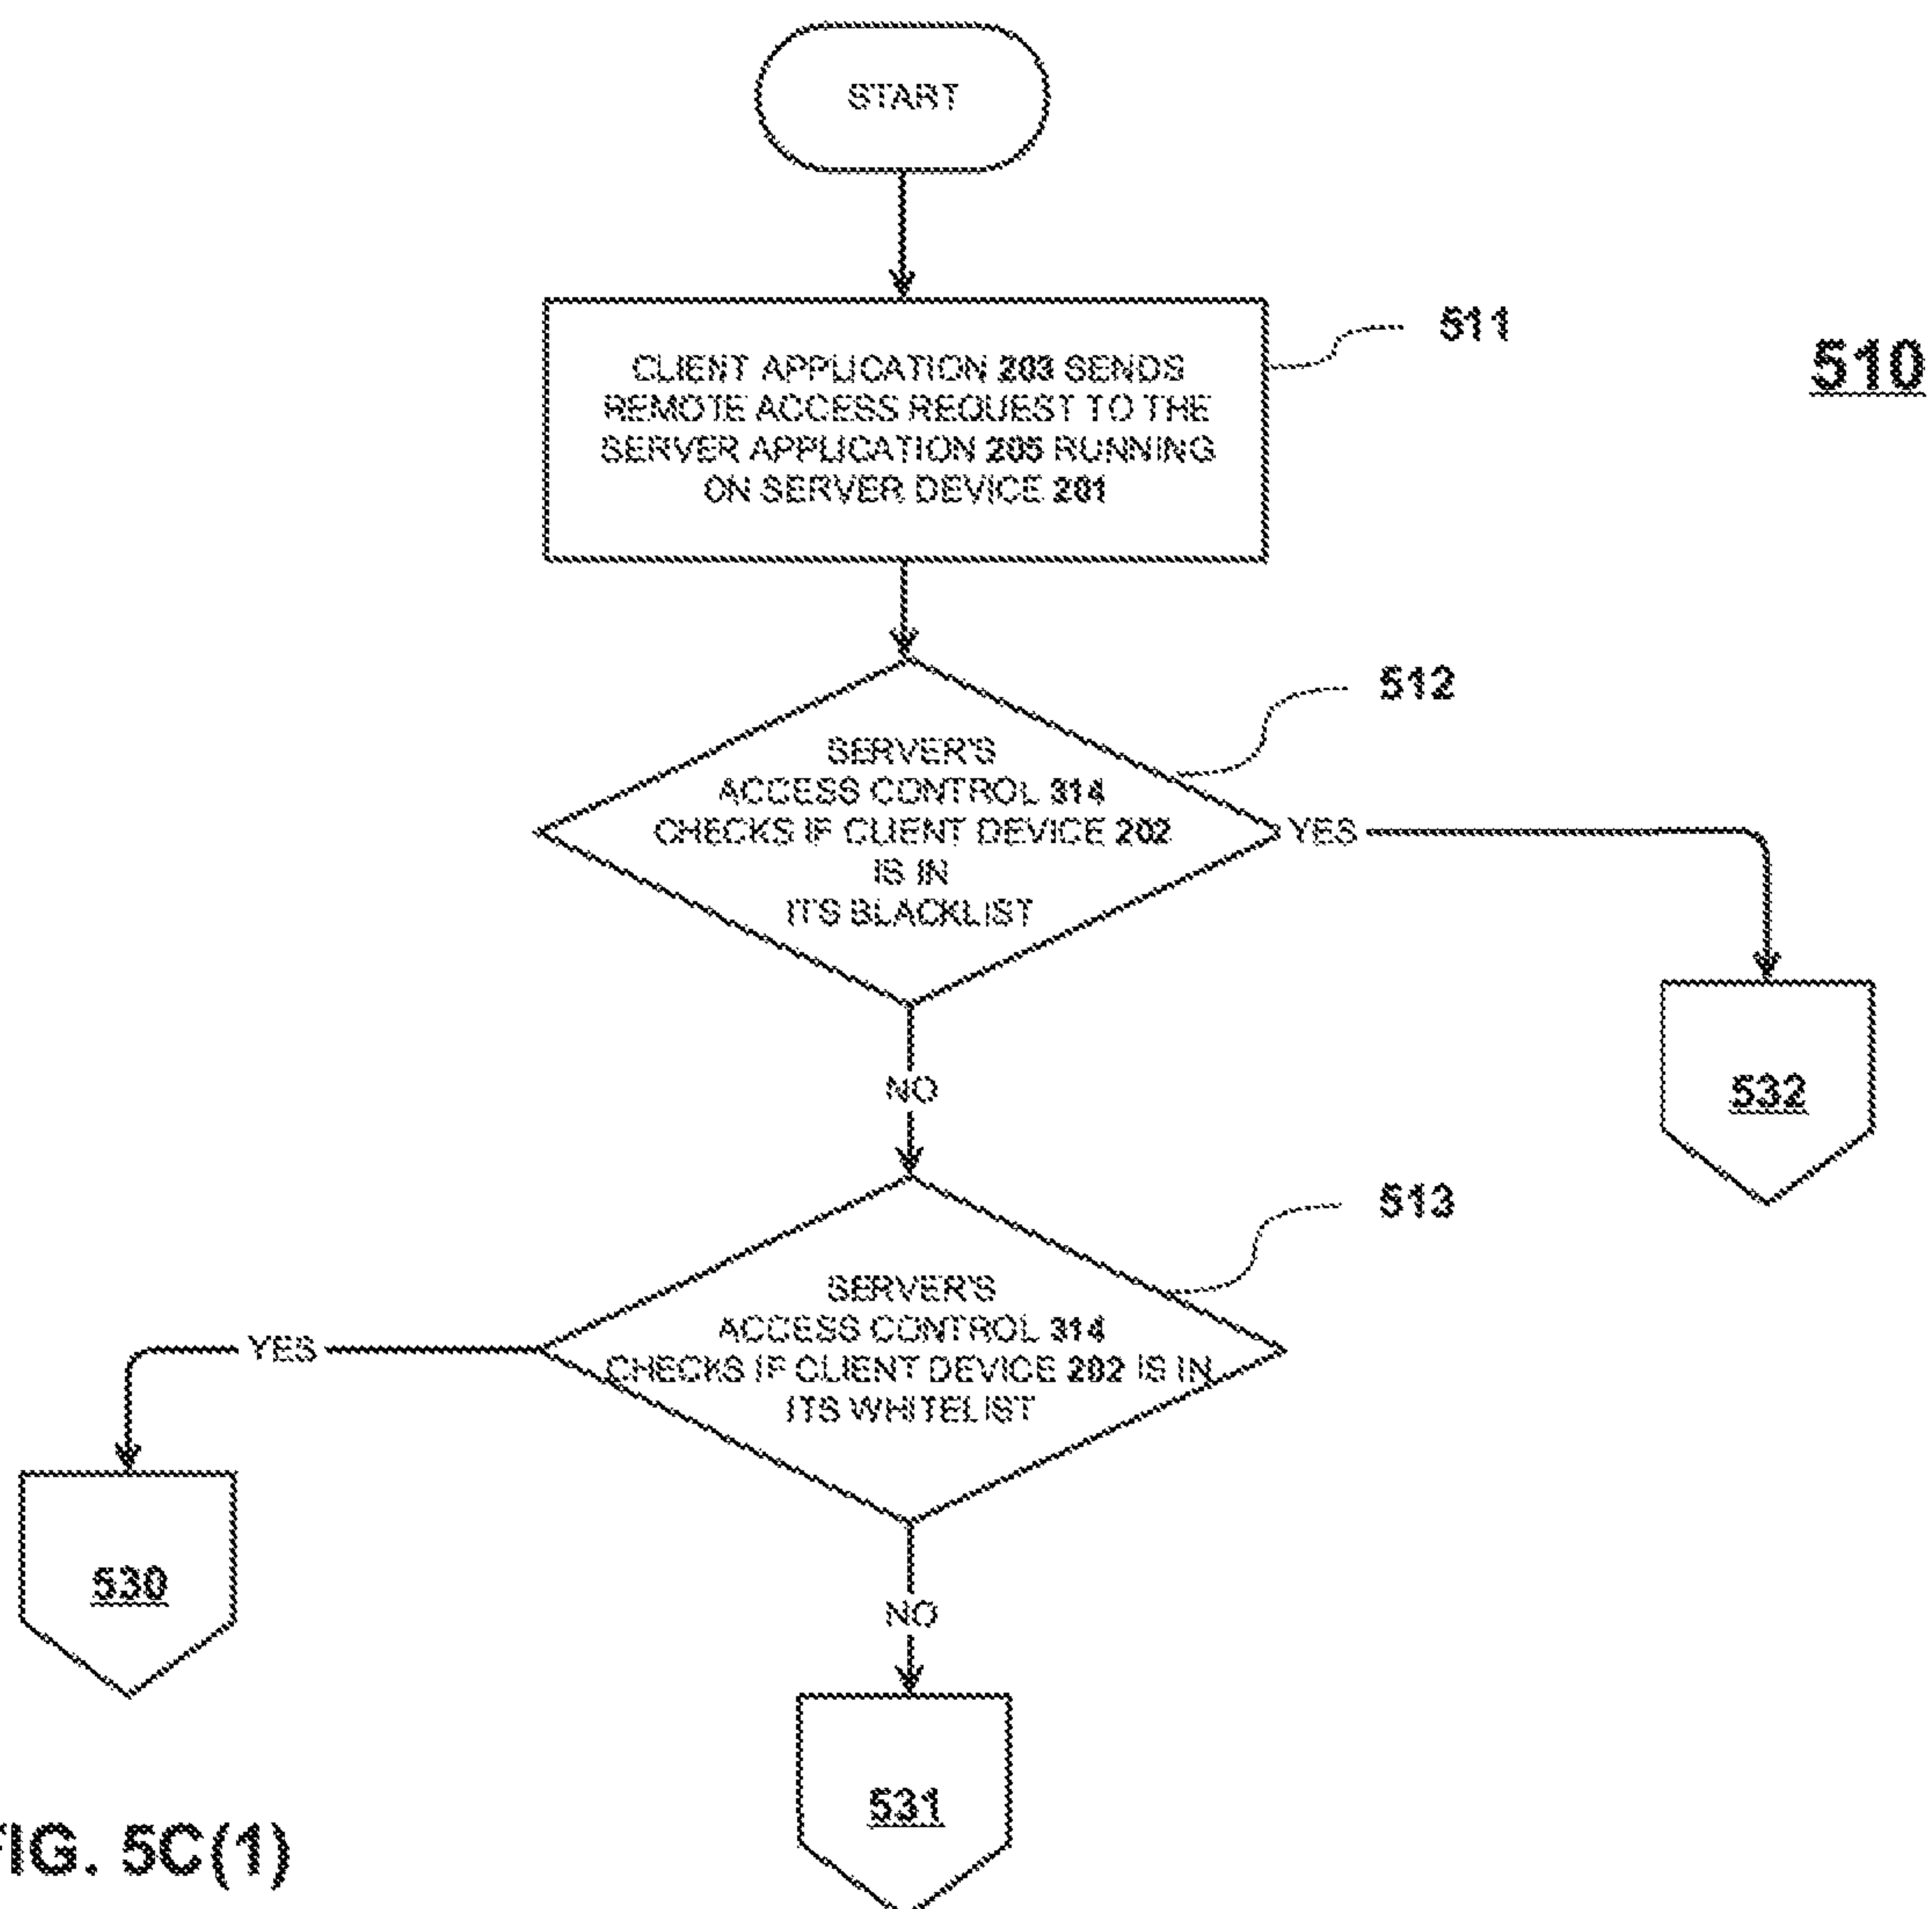 START
CLIENT APPLICATION 203 SENDS
REMOTE ACCESS REQUEST TO THE
SERVER APPLICATION 205 RUNNING
ON SERVER DEVICE 201
511
510
512
SERVER'S
ACCESS CONTROL 314
CHECKS IF CLIENT DEVICE 202
IS IN
ITS BLACKLIST
YES
532
NO
513
SERVER'S
ACCESS CONTROL 314
CHECKS IF CLIENT DEVICE 202 IS IN
ITS WHITELIST
YES
530
NO
531
FIG. 5C(1)